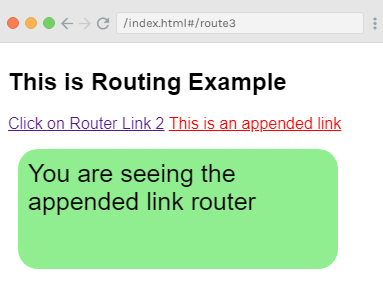 /index.html#/route3
This is Routing Example
Click on Router Link 2 This is an appended link
You are seeing the
appended link router